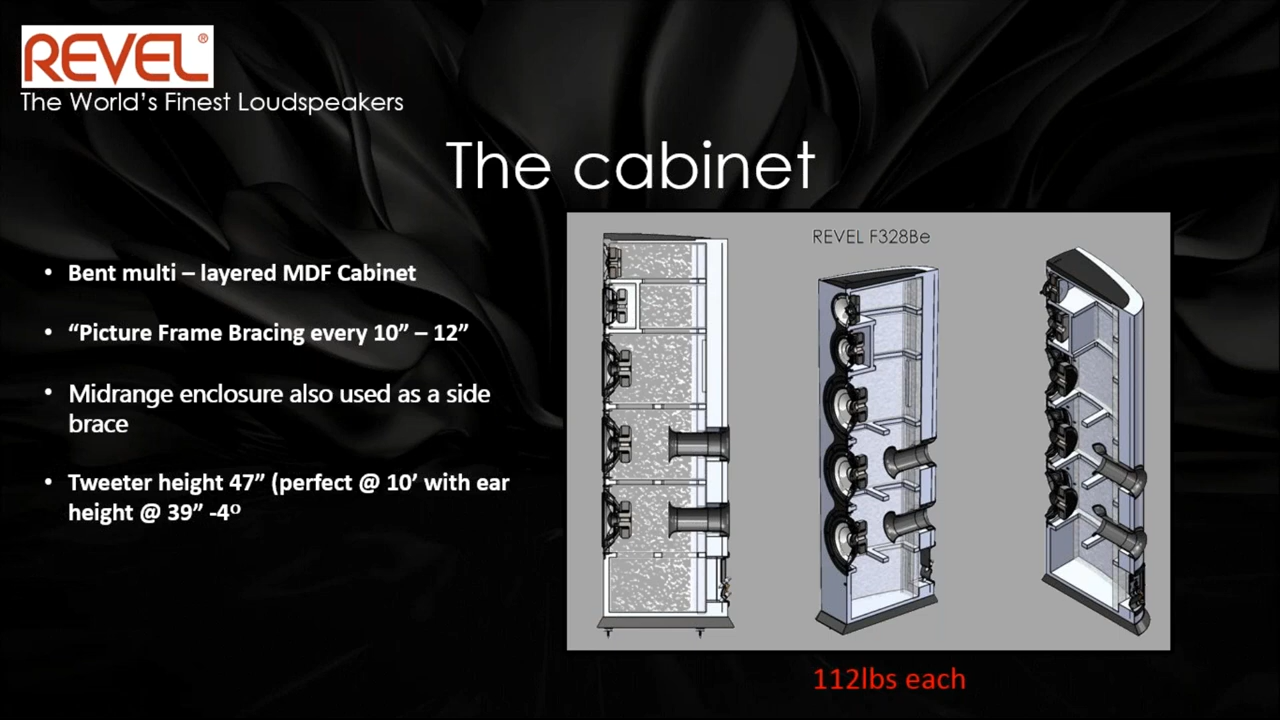 REVEL®
The World's Finest Loudspeakers
The cabinet
• Bent multi – layered MDF Cabinet
• “Picture Frame Bracing every 10” – 12”
• Midrange enclosure also used as a side
brace
• Tweeter height 47” (perfect @ 10’ with ear
height @ 39” -4º
REVEL F328Be
112lbs each